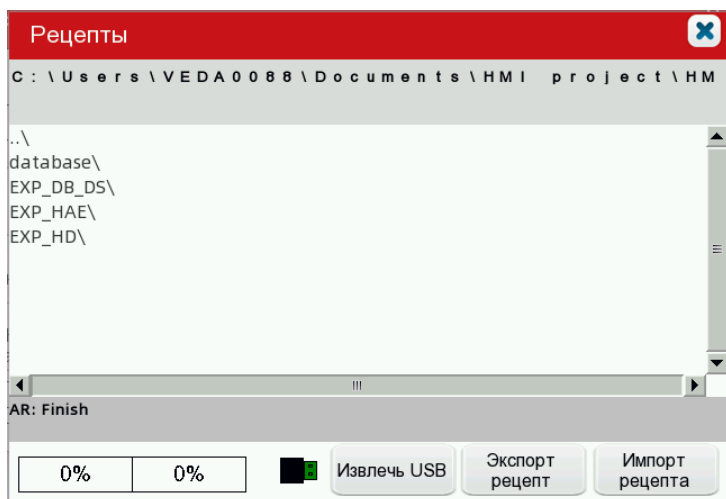 Рецепты
C:\Users\VEDA0088\Documents\HMI project\HM
..\
database\
EXP_DB_DS\
EXP_HAE\
EXP_HD\
AR: Finish
0% 0% Извлечь USB Экспорт рецепт Импорт рецепта